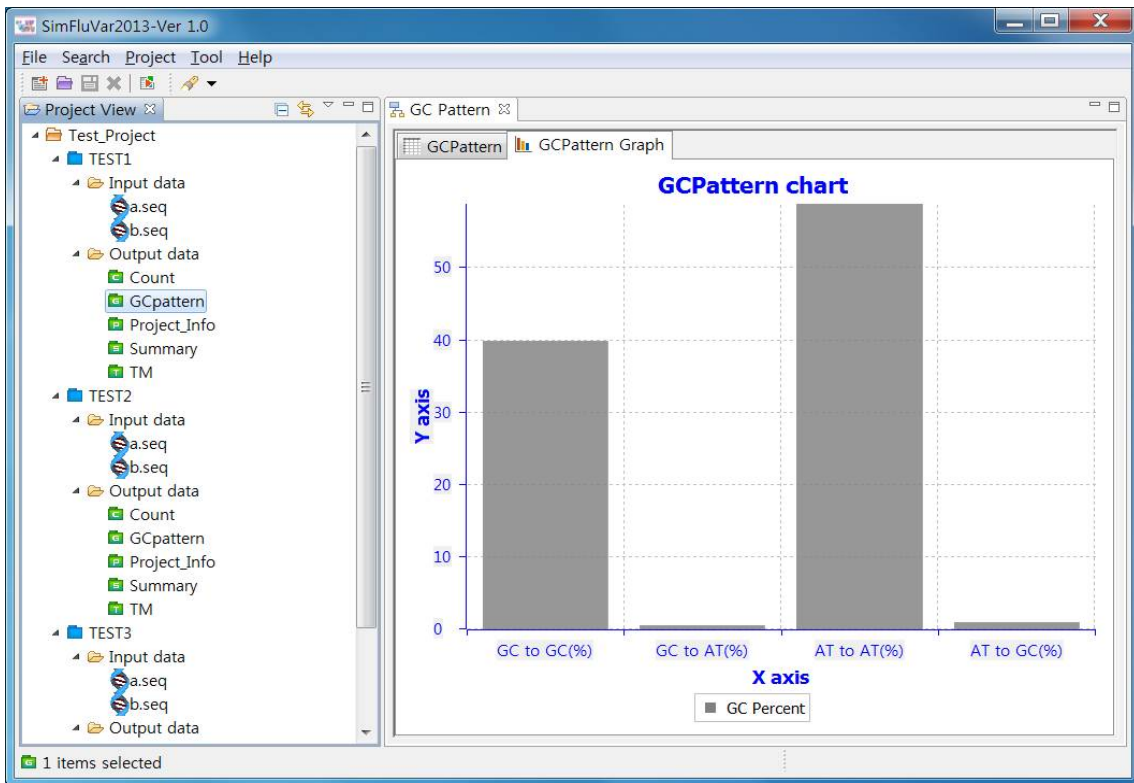 SimFluVar2013-Ver 1.0
File Search Project Tool Help
Project View
Test_Project
TEST1
Input data
a.seq
b.seq
Output data
Count
GCpattern
Project_Info
Summary
TM
TEST2
Input data
a.seq
b.seq
Output data
Count
GCpattern
Project_Info
Summary
TM
TEST3
Input data
a.seq
b.seq
Output data
GC Pattern
GCPattern GCPattern Graph
GCPattern chart
50
40
30
20
10
0
Y axis
GC to GC(%) GC to AT(%) AT to AT(%) AT to GC(%)
X axis
GC Percent
1 items selected